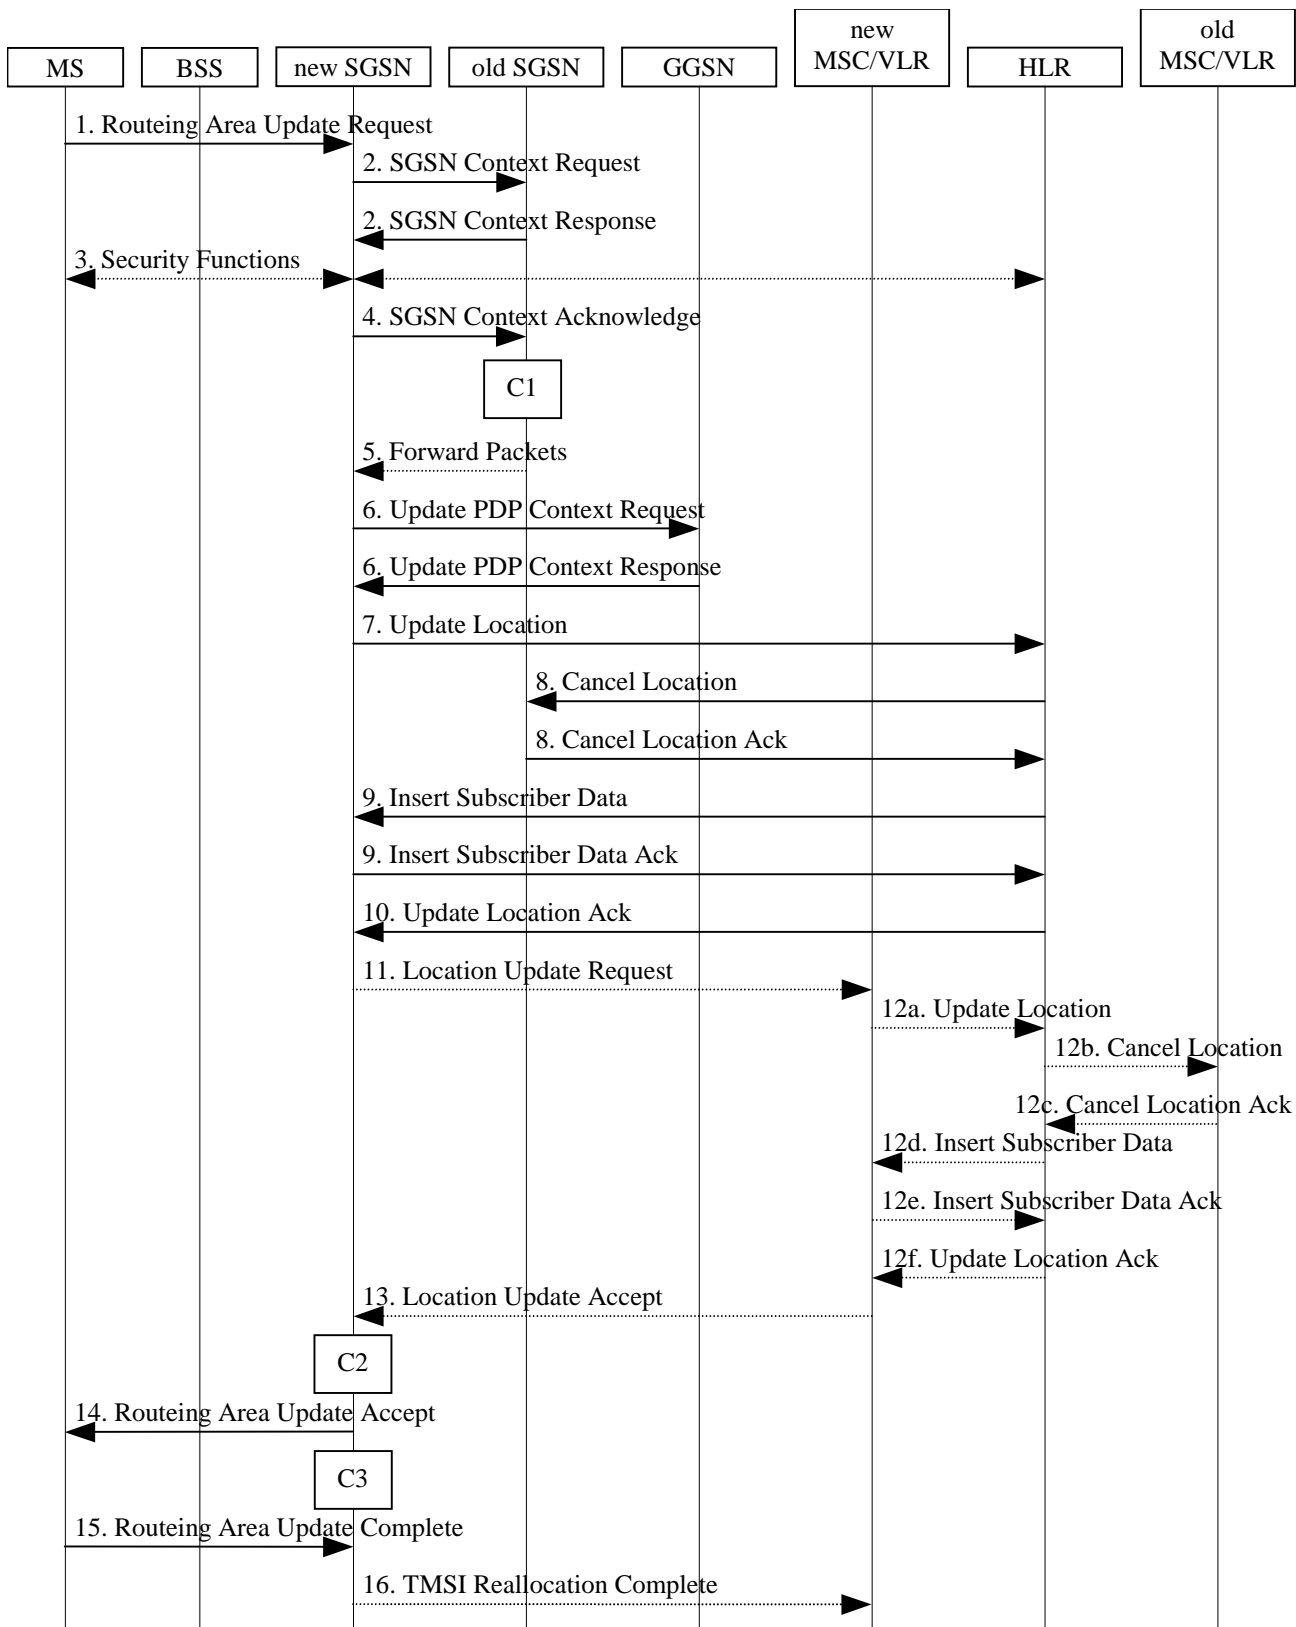 new
MSC/VLR
old
MSC/VLR
MS
BSS
new SGSN
old SGSN
GGSN
HLR
1. Routeing Area Update Request
2. SGSN Context Request
2. SGSN Context Response
3. Security Functions
4. SGSN Context Acknowledge
C1
5. Forward Packets
6. Update PDP Context Request
6. Update PDP Context Response
7. Update Location
8. Cancel Location
8. Cancel Location Ack
9. Insert Subscriber Data
9. Insert Subscriber Data Ack
10. Update Location Ack
11. Location Update Request
12a. Update Location
12b. Cancel Location
12c. Cancel Location Ack
12d. Insert Subscriber Data
12e. Insert Subscriber Data Ack
12f. Update Location Ack
13. Location Update Accept
C2
14. Routeing Area Update Accept
C3
15. Routeing Area Update Complete
16. TMSI Reallocation Complete